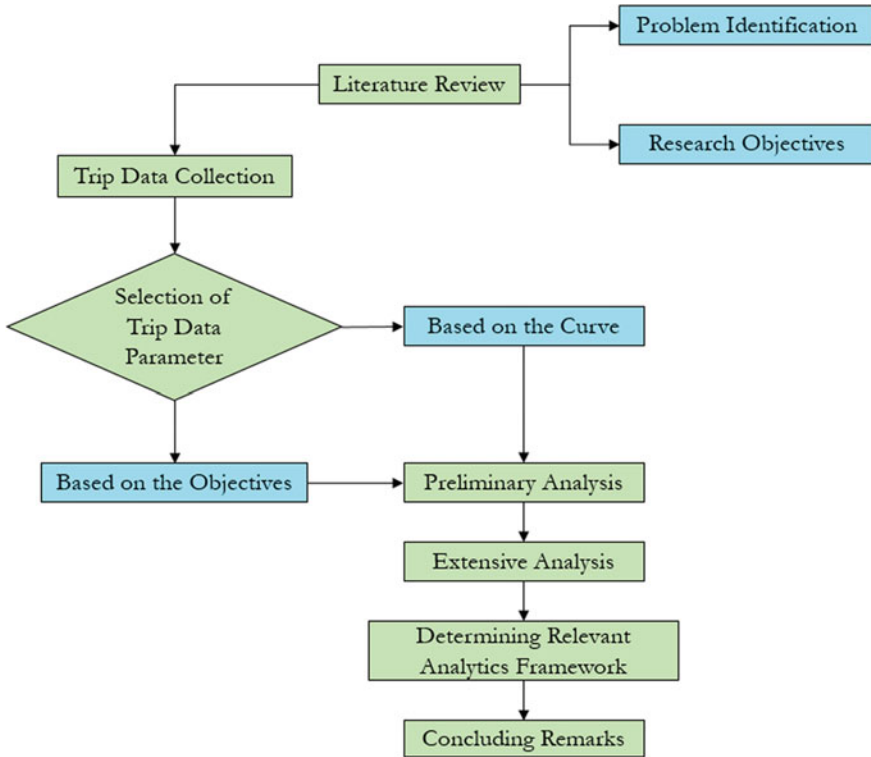 Problem Identification
Literature Review
Research Objectives
Trip Data Collection
Selection of
Trip Data
Parameter
Based on the Curve
Based on the Objectives
Preliminary Analysis
Extensive Analysis
Determining Relevant
Analytics Framework
Concluding Remarks